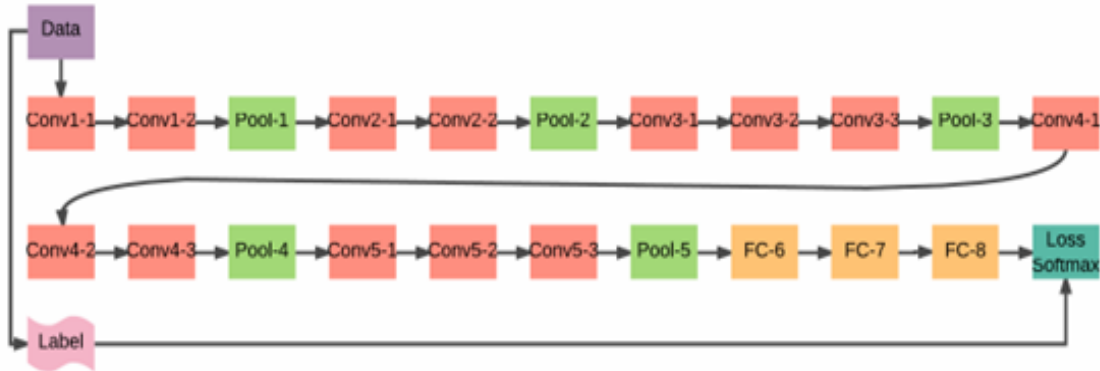 Data
Conv1-1 Conv1-2 Pool-1 Conv2-1 Conv2-2 Pool-2 Conv3-1 Conv3-2 Conv3-3 Pool-3 Conv4-1
Conv4-2 Conv4-3 Pool-4 Conv5-1 Conv5-2 Conv5-3 Pool-5 FC-6 FC-7 FC-8 Loss
Softmax
Label